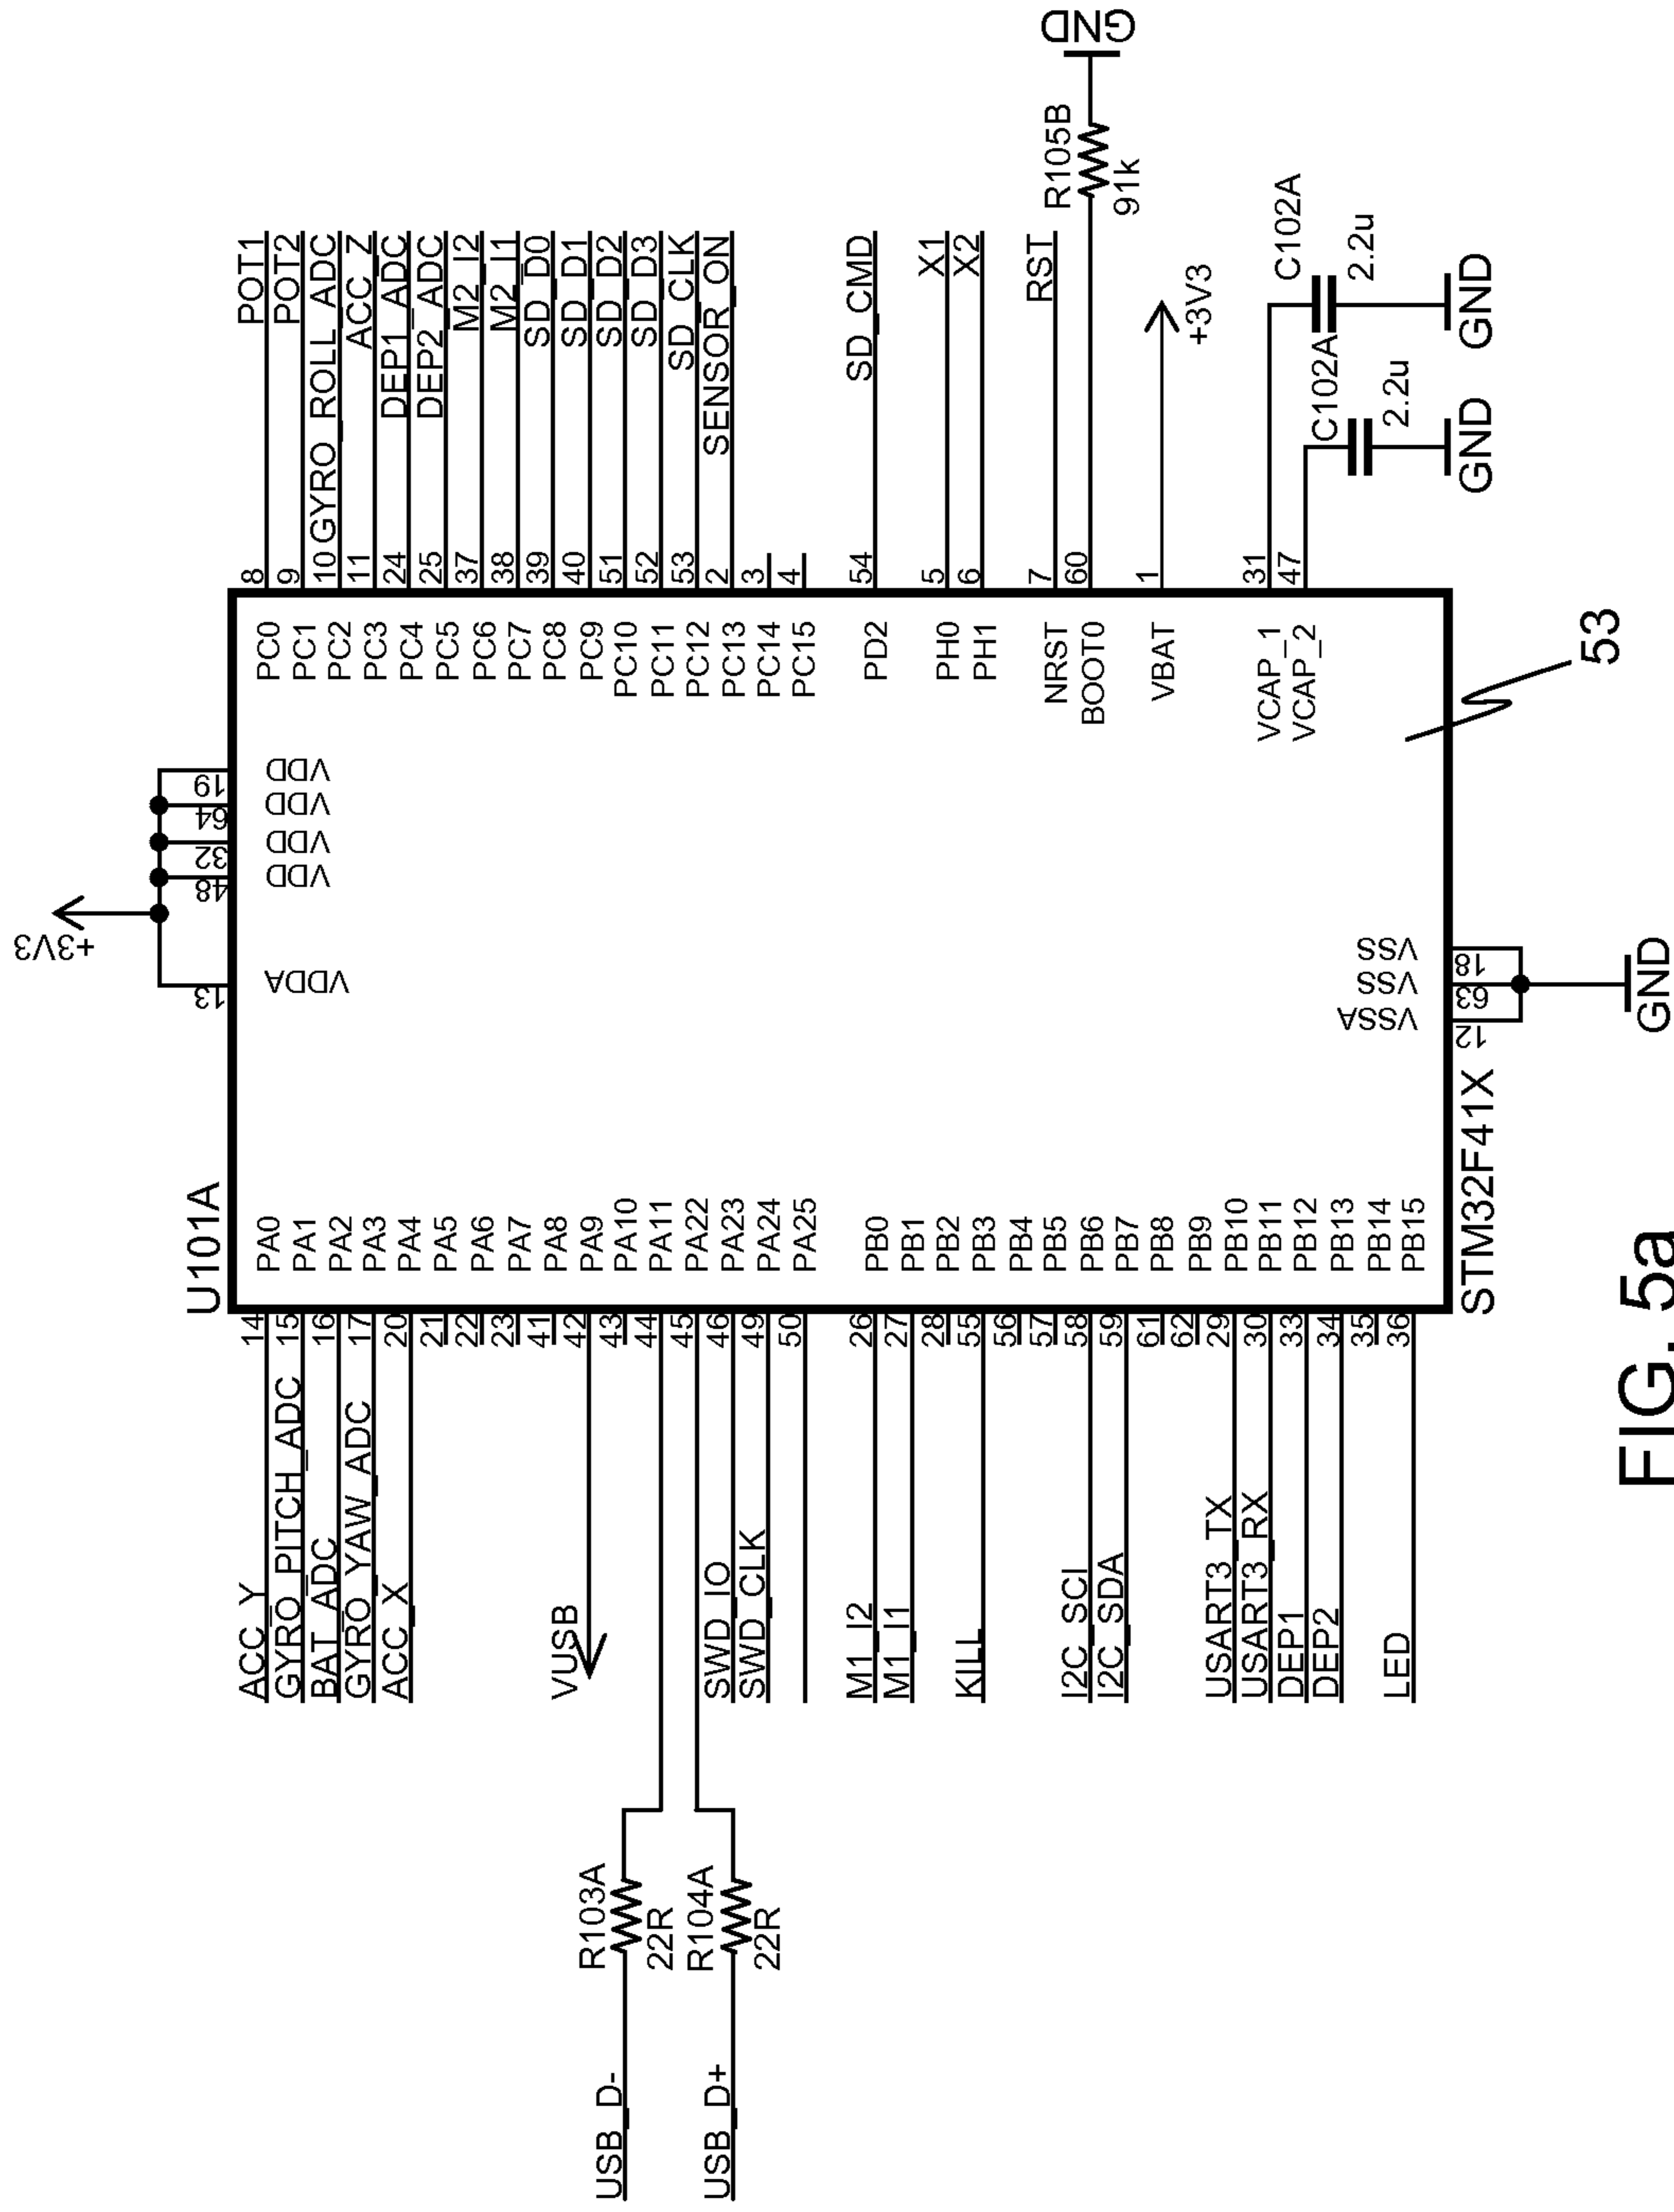 +3V3
U101A
ACC_Y 14 PA0
GYRO_PITCH_ADC 15 PA1
BAT_ADC 16 PA2
GYRO_YAW_ADC 17 PA3
ACC_X 20 PA4
21 PA5
22 PA6
23 PA7
41 PA8
VUSB 42 PA9
43 PA10
44 PA11
45 PA22
SWD_IO 46 PA23
SWD_CLK 49 PA24
50 PA25
USB_D-
R103A
22R
USB_D+
R104A
22R
M1_I2 26 PB0
M1_I1 27 PB1
28 PB2
KILL 55 PB3
56 PB4
57 PB5
I2C_SCI 58 PB6
I2C_SDA 59 PB7
61 PB8
62 PB9
USART3_TX 29 PB10
USART3_RX 30 PB11
DEP1 33 PB12
DEP2 34 PB13
35 PB14
LED 36 PB15
13 VDDA
48 VDD
32 VDD
64 VDD
19 VDD
VSSA 12
VSS 63
VSS 18
GND
PC0 8 POT1
PC1 9 POT2
PC2 10 GYRO_ROLL_ADC
PC3 11 ACC_Z
PC4 24 DEP1_ADC
PC5 25 DEP2_ADC
PC6 37 M2_I2
PC7 38 M2_I1
PC8 39 SD_D0
PC9 40 SD_D1
PC10 51 SD_D2
PC11 52 SD_D3
PC12 53 SD_CLK
PC13 2 SENSOR_ON
PC14 3
PC15 4
PD2 54 SD_CMD
PH0 5 X1
PH1 6 X2
NRST 7 RST
BOOT0 60
R105B
91k
GND
VBAT 1
+3V3
VCAP_1 31
VCAP_2 47
C102A
2.2u
GND
C102A
2.2u
GND
STM32F41X
53
FIG. 5a